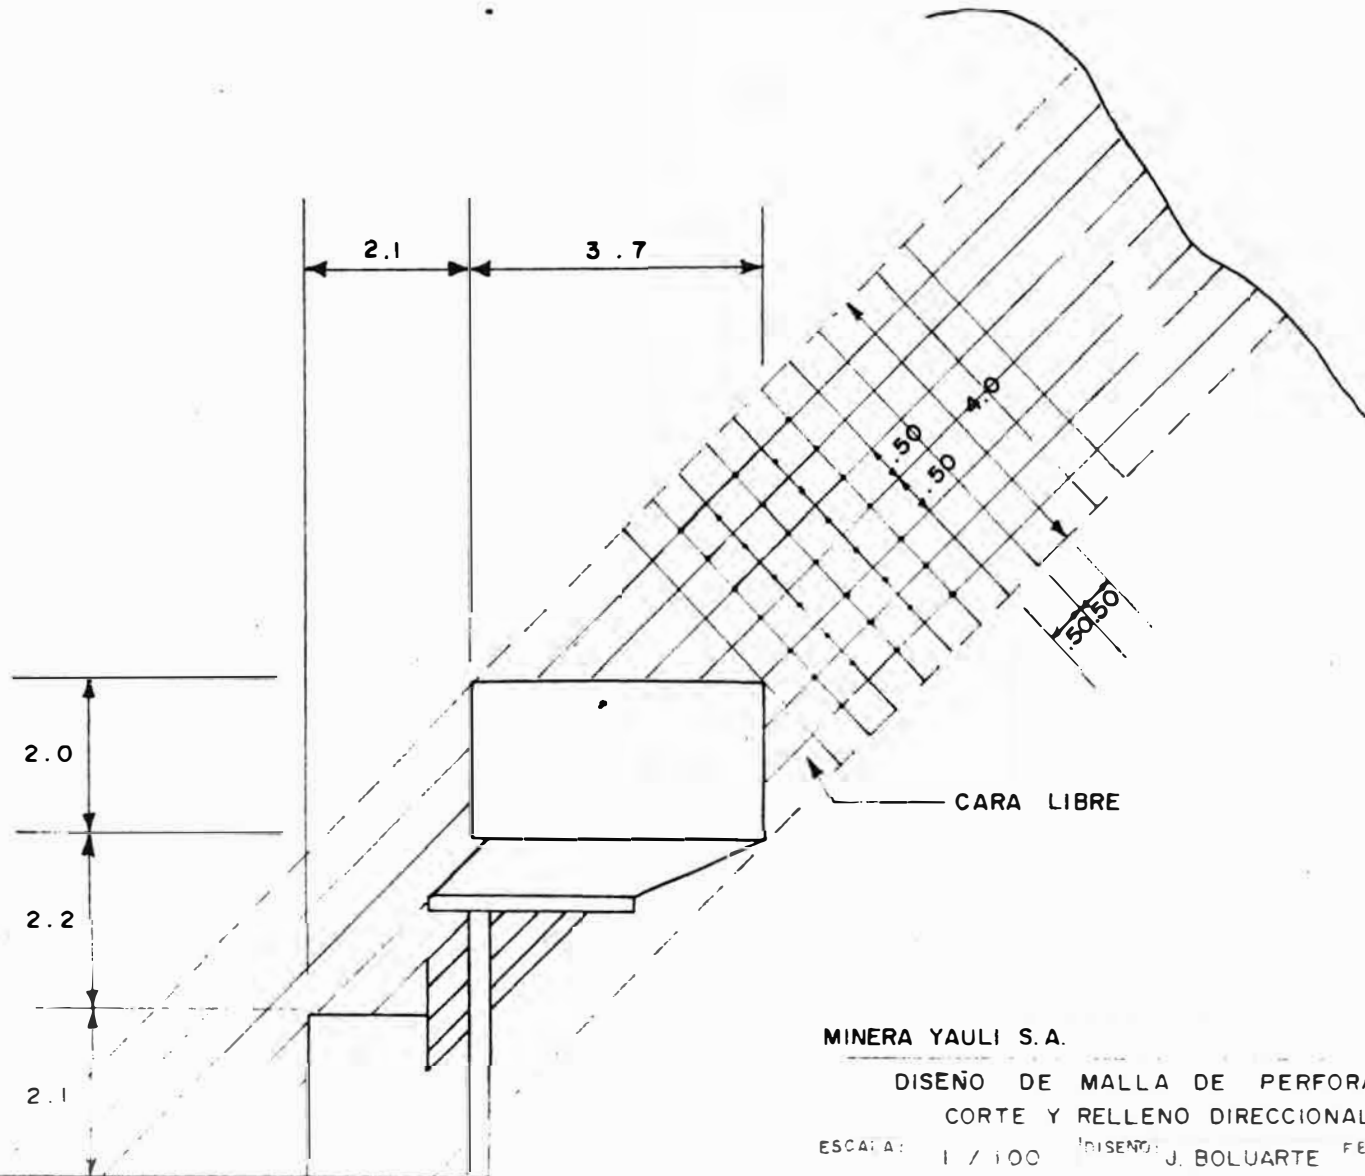 2.1
3.7
4.0
.50
.50
.50
.50
2.0
CARA LIBRE
2.2
2.1
MINERA YAULI S.A.
DISEÑO DE MALLA DE PERFORA
CORTE Y RELLENO DIRECCIONAL
ESCALA: 1/100 DISEÑO: J. BOLUARTE FE